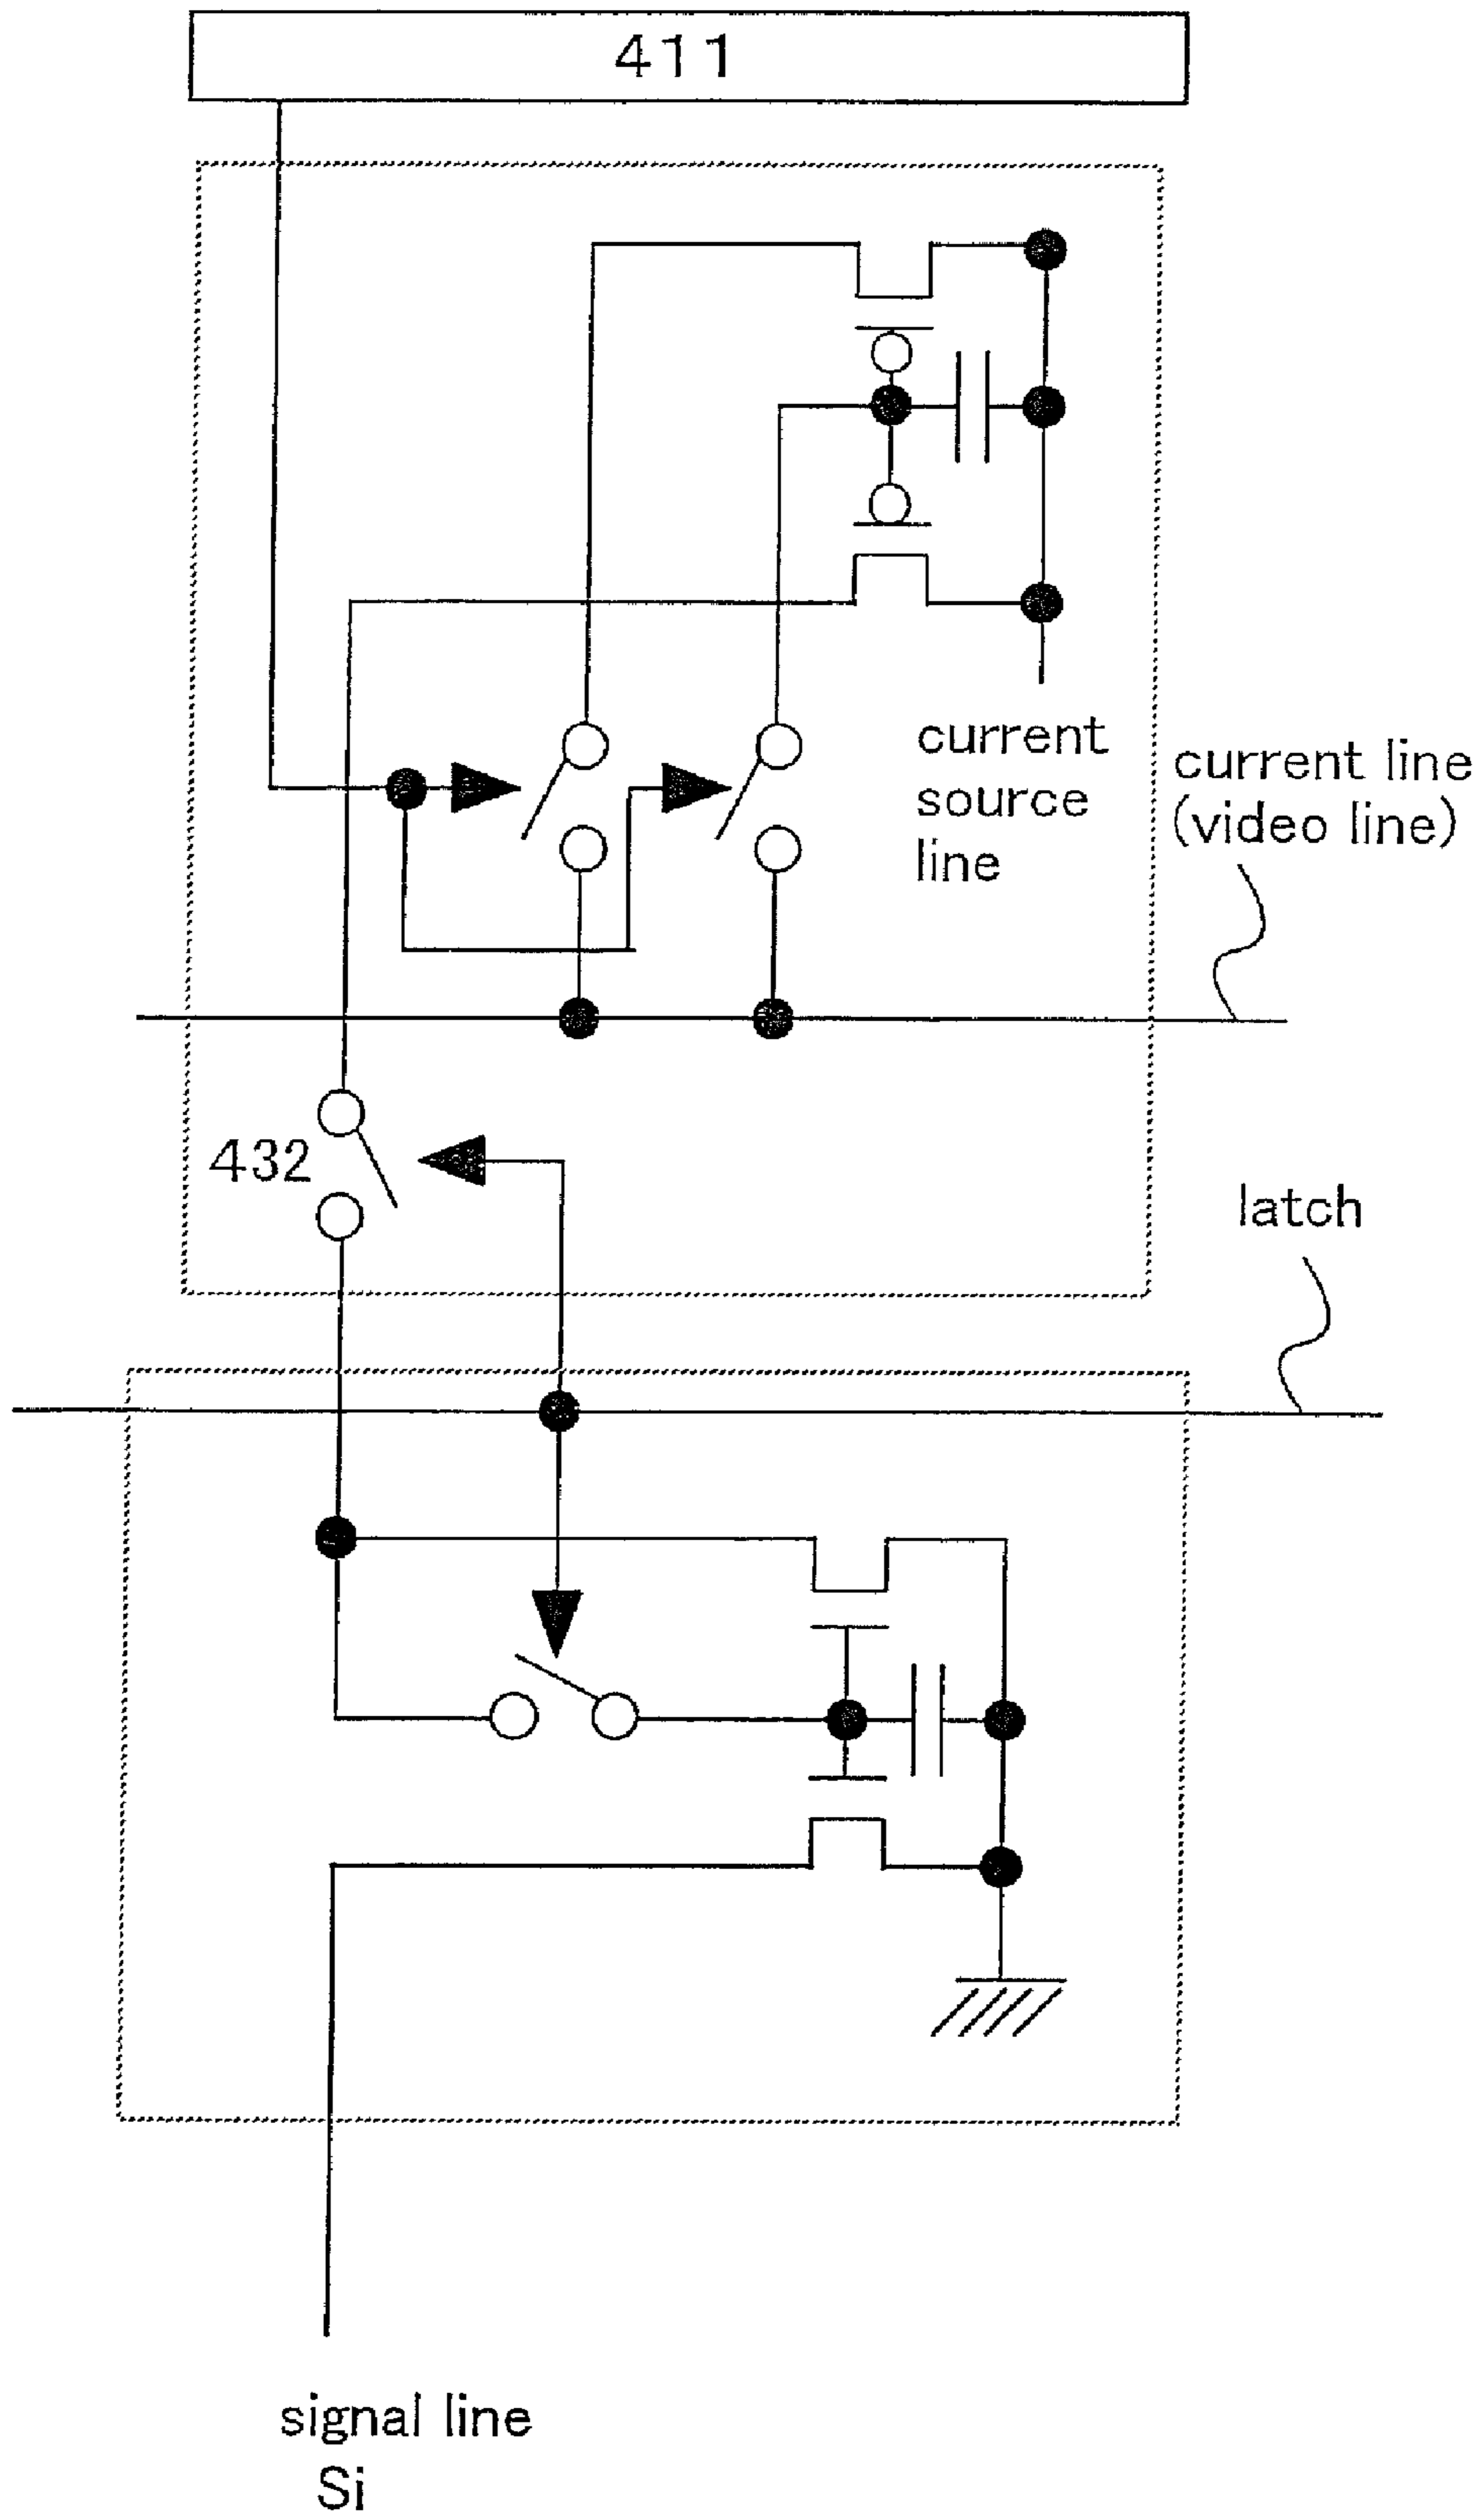 411
current
source
line
current line
(video line)
432
latch
signal line
Si